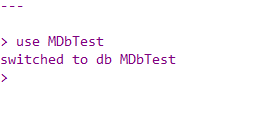 ---
> use MDbTest
switched to db MDbTest
>